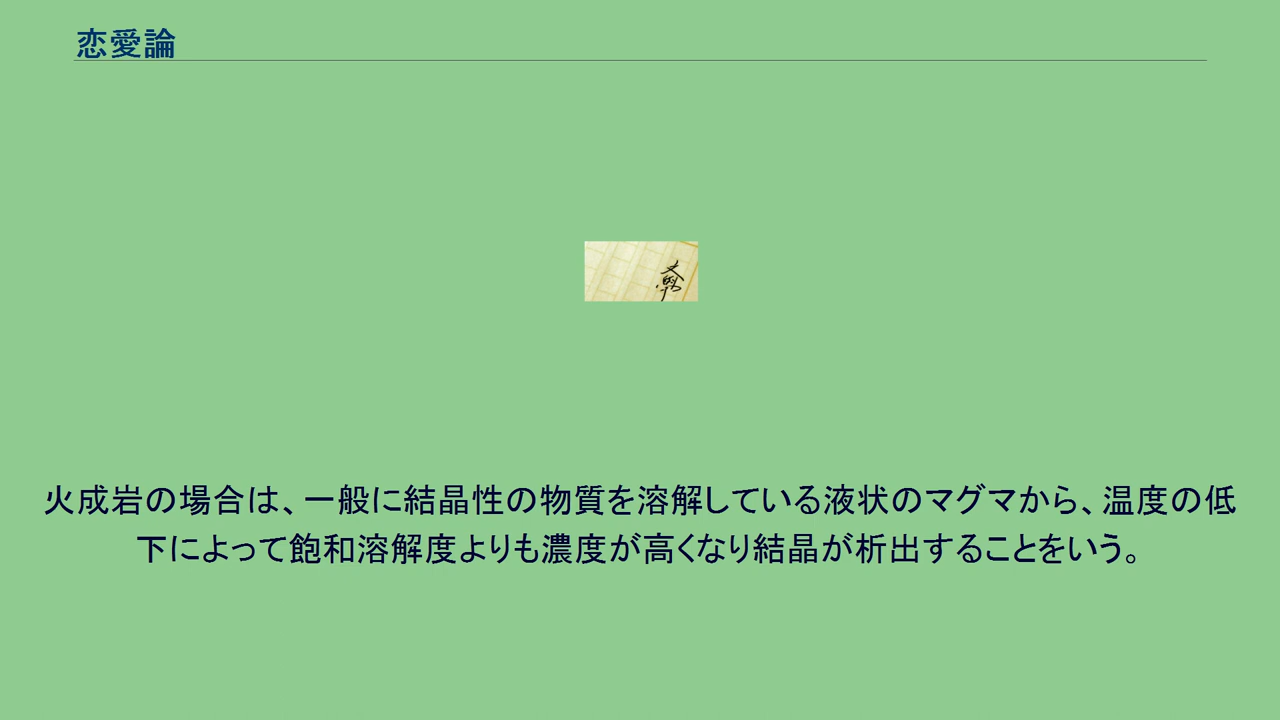 恋愛論
火成岩の場合は、一般に結晶性の物質を溶解している液状のマグマから、温度の低
下によって飽和溶解度よりも濃度が高くなり結晶が析出することをいう。